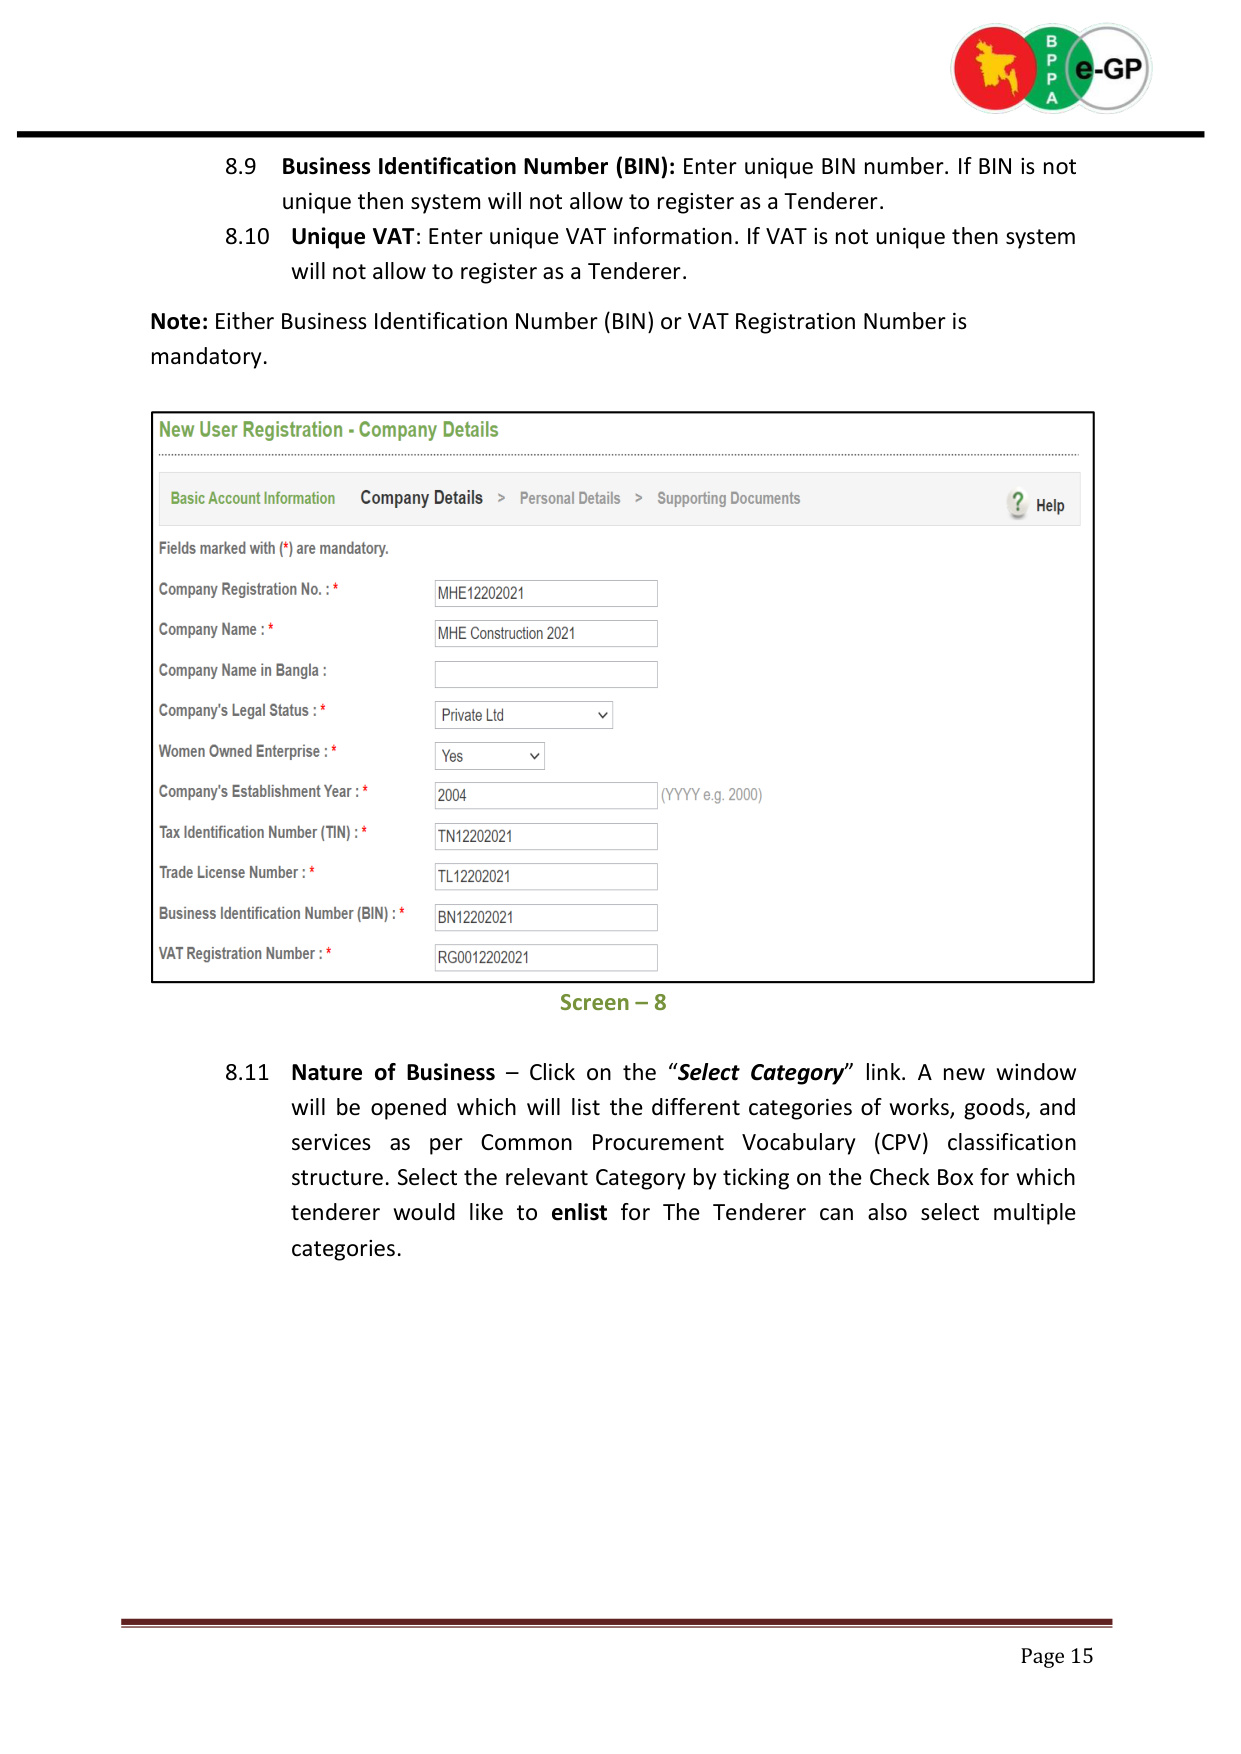 B
P
P
A
e-GP
8.9 Business Identification Number (BIN): Enter unique BIN number. If BIN is not
unique then system will not allow to register as a Tenderer.
8.10 Unique VAT: Enter unique VAT information. If VAT is not unique then system
will not allow to register as a Tenderer.
Note: Either Business Identification Number (BIN) or VAT Registration Number is
mandatory.
New User Registration - Company Details
Basic Account Information Company Details > Personal Details > Supporting Documents ? Help
Fields marked with (*) are mandatory.
Company Registration No. : * MHE12202021
Company Name : * MHE Construction 2021
Company Name in Bangla :
Company's Legal Status : * Private Ltd
Women Owned Enterprise : * Yes
Company's Establishment Year : * 2004 (YYYY e.g. 2000)
Tax Identification Number (TIN) : * TN12202021
Trade License Number : * TL12202021
Business Identification Number (BIN) : * BN12202021
VAT Registration Number : * RG0012202021
Screen – 8
8.11 Nature of Business – Click on the “Select Category” link. A new window
will be opened which will list the different categories of works, goods, and
services as per Common Procurement Vocabulary (CPV) classification
structure. Select the relevant Category by ticking on the Check Box for which
tenderer would like to enlist for The Tenderer can also select multiple
categories.
Page 15